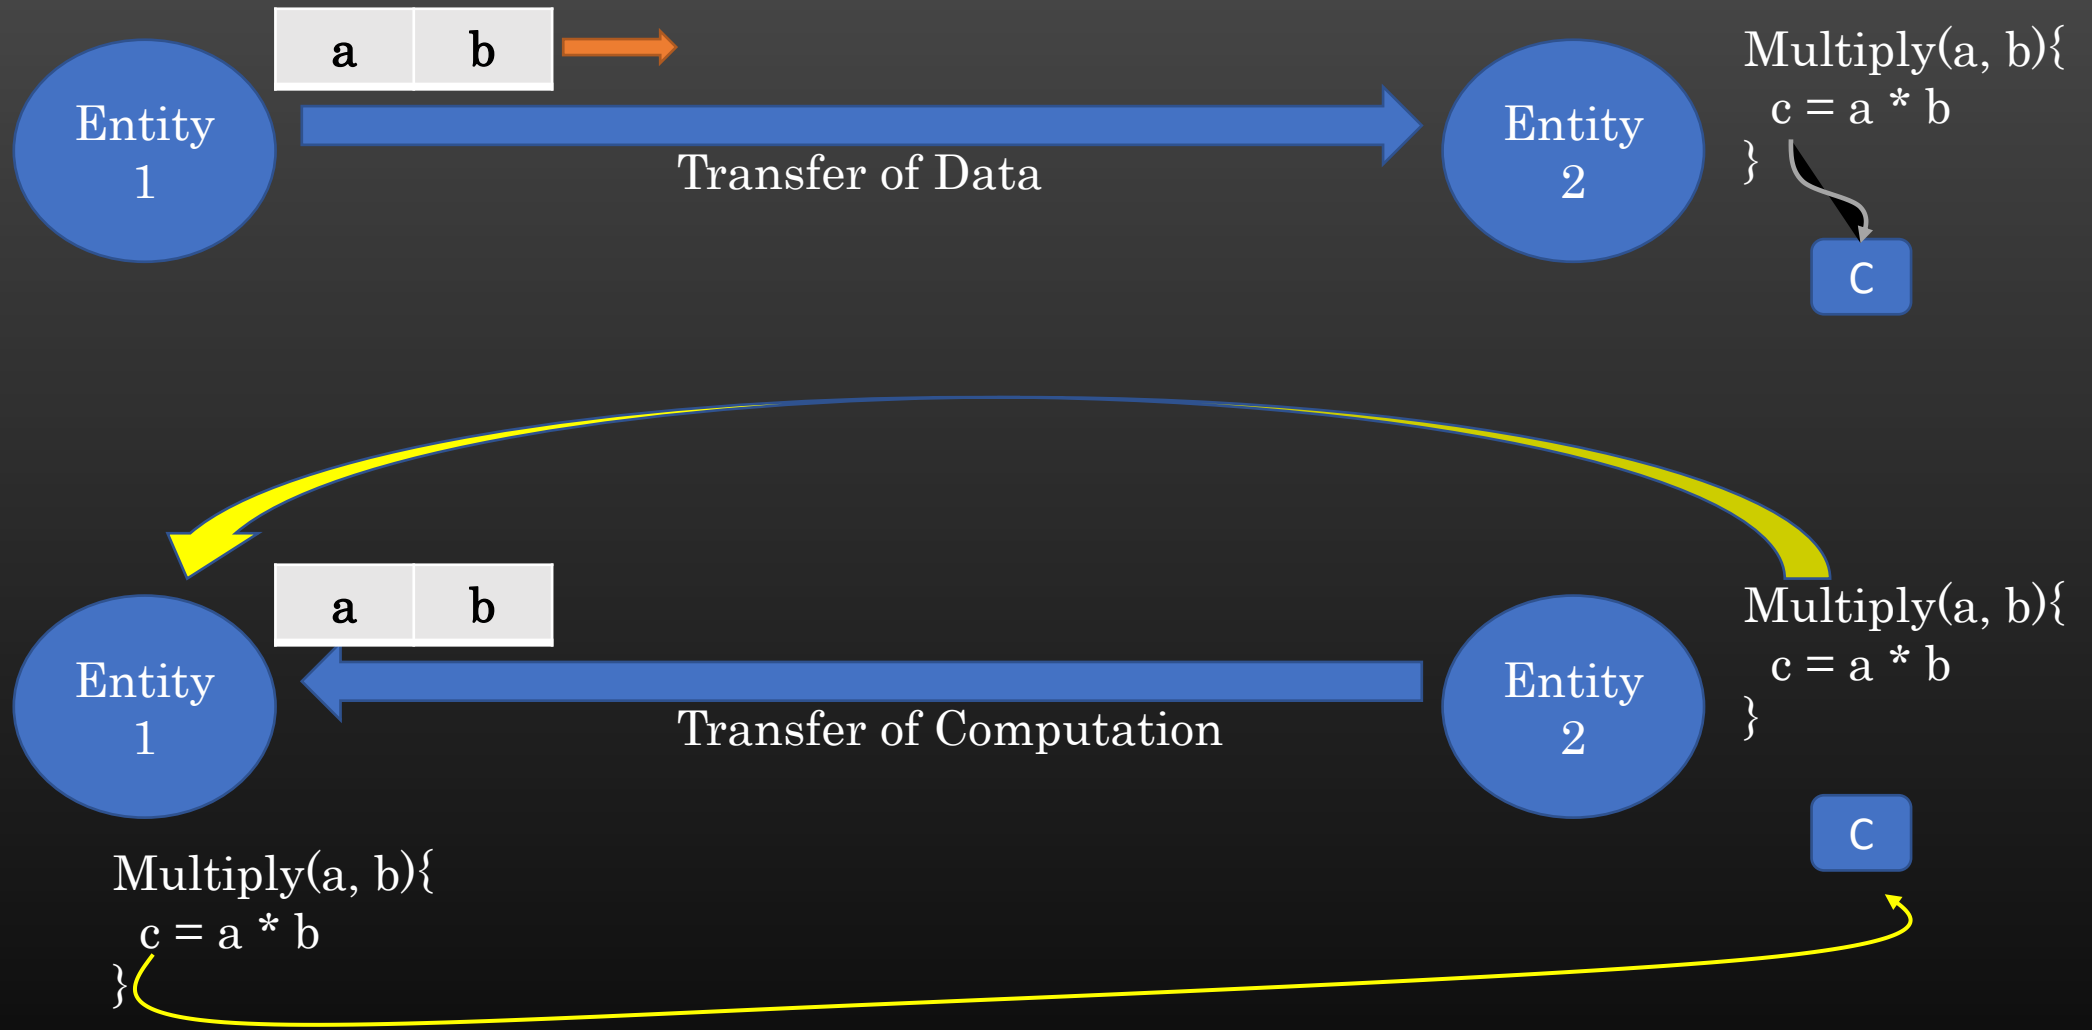 a b
Entity
1
Transfer of Data
Entity
2
Multiply(a, b){
c = a * b
}
C
a b
Entity
1
Transfer of Computation
Entity
2
Multiply(a, b){
c = a * b
}
C
Multiply(a, b){
c = a * b
}